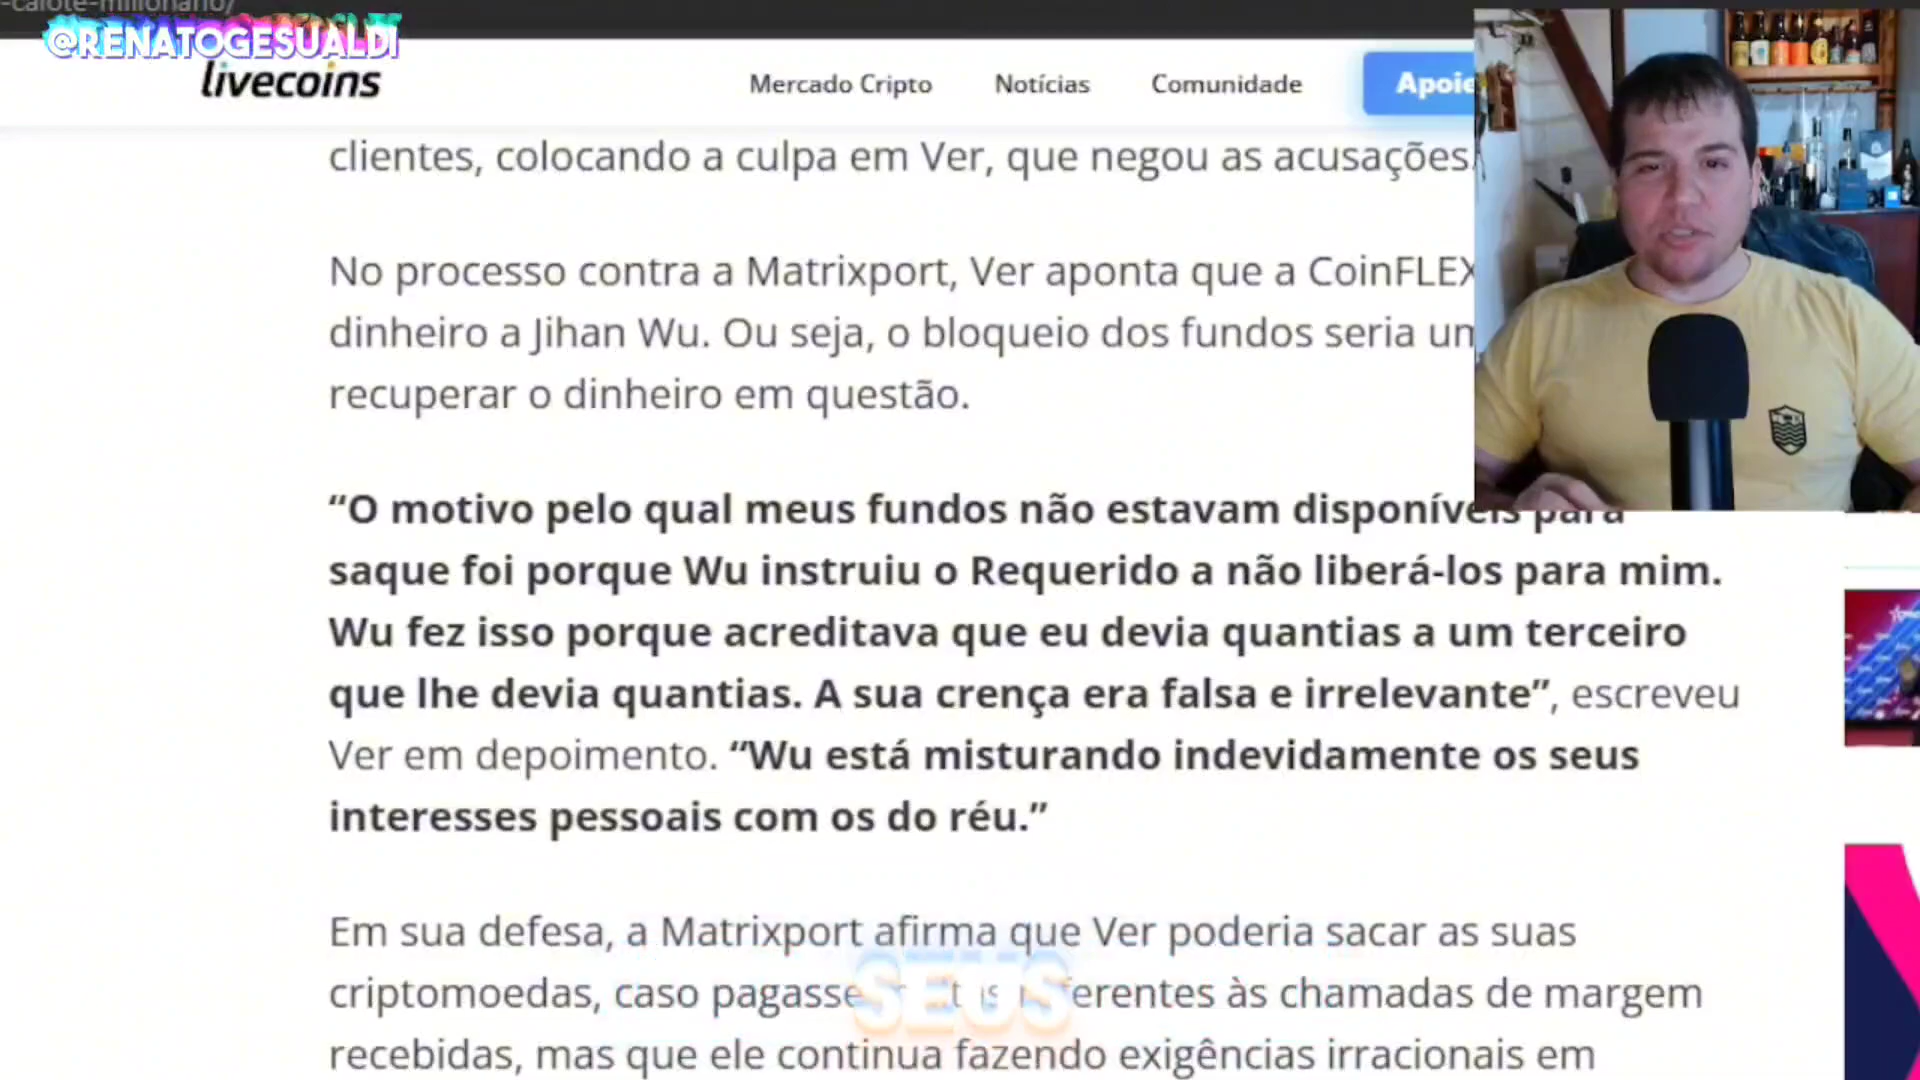 -calote-milionario/
@RENATOGESUALDI
livecoins
Mercado Cripto Notícias Comunidade Apoie
clientes, colocando a culpa em Ver, que negou as acusações.
No processo contra a Matrixport, Ver aponta que a CoinFLEX
dinheiro a Jihan Wu. Ou seja, o bloqueio dos fundos seria um
recuperar o dinheiro em questão.
“O motivo pelo qual meus fundos não estavam disponíveis para
saque foi porque Wu instruiu o Requerido a não liberá-los para mim.
Wu fez isso porque acreditava que eu devia quantias a um terceiro
que lhe devia quantias. A sua crença era falsa e irrelevante”, escreveu
Ver em depoimento. “Wu está misturando indevidamente os seus
interesses pessoais com os do réu.”
Em sua defesa, a Matrixport afirma que Ver poderia sacar as suas
criptomoedas, caso pagasse às chamadas de margem
SEUS
recebidas, mas que ele continua fazendo exigências irracionais em